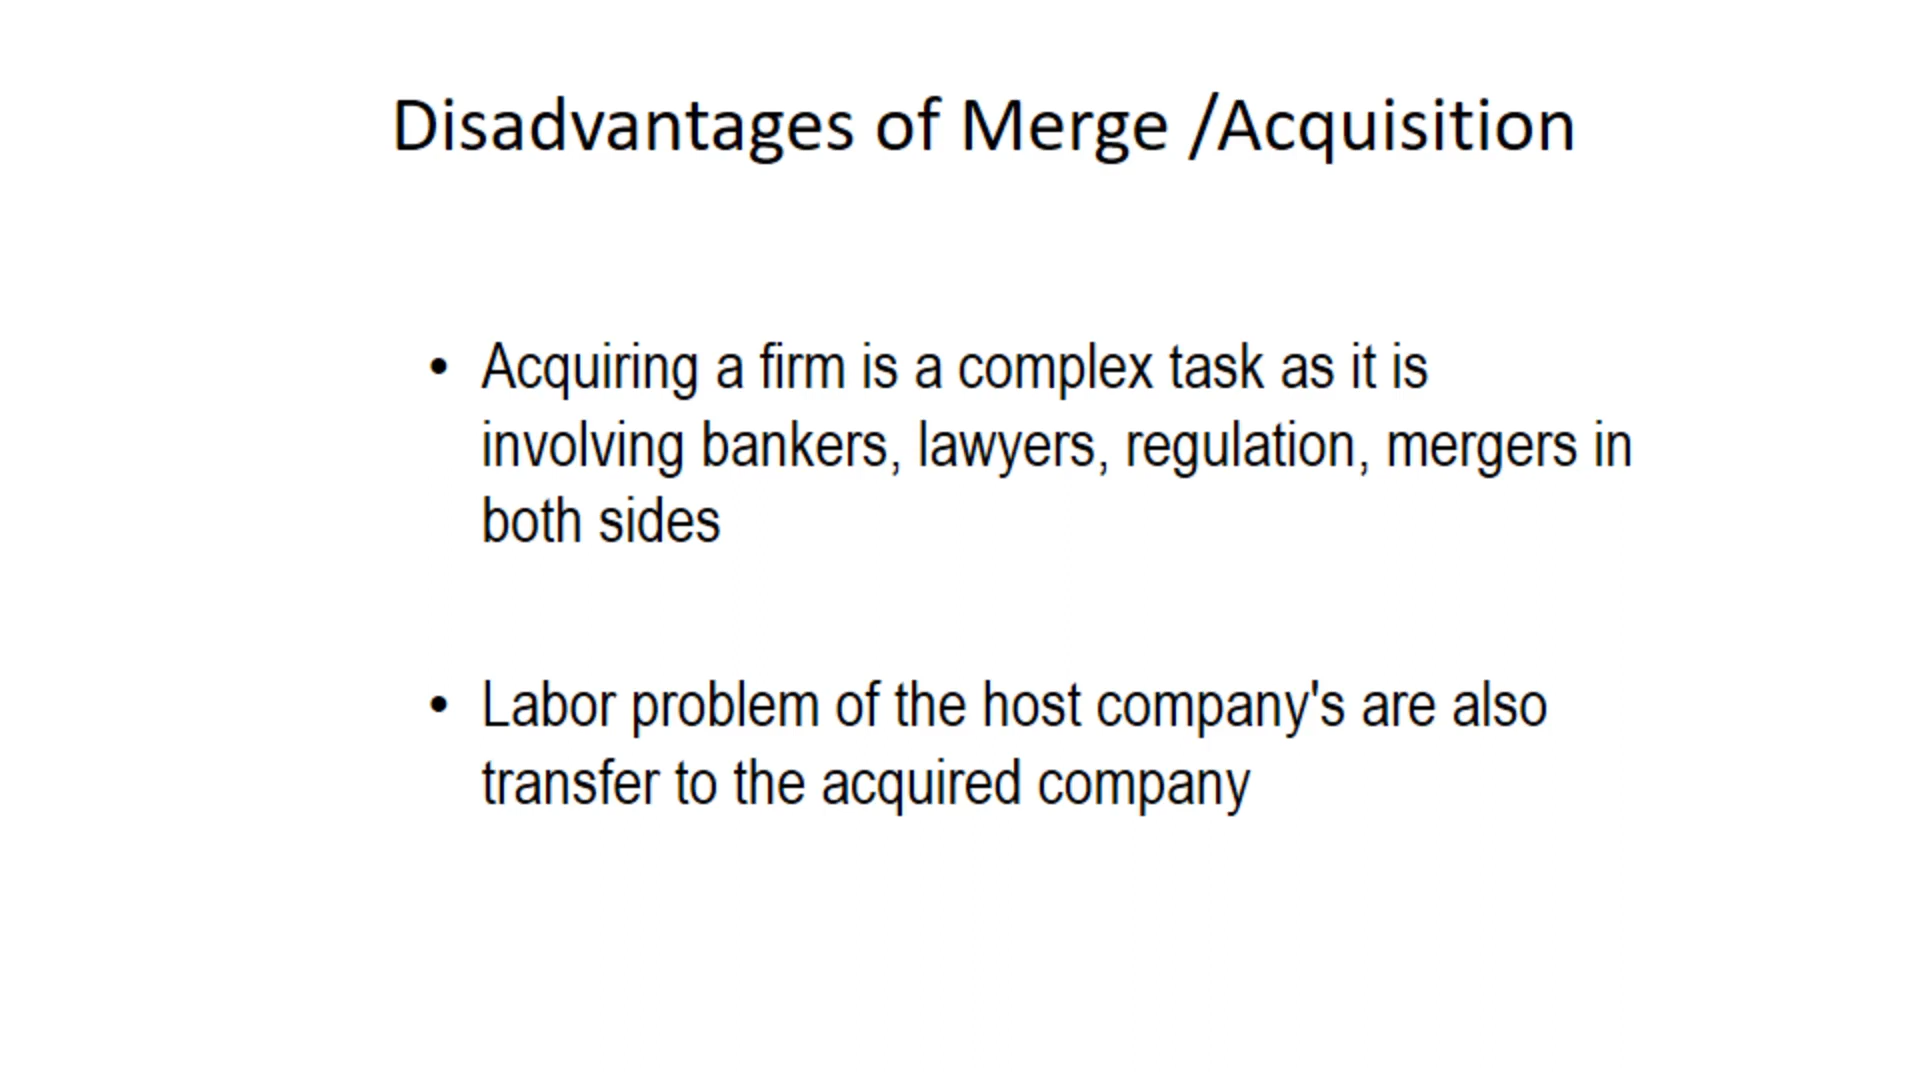 Disadvantages of Merge /Acquisition
• Acquiring a firm is a complex task as it is
involving bankers, lawyers, regulation, mergers in
both sides
• Labor problem of the host company's are also
transfer to the acquired company